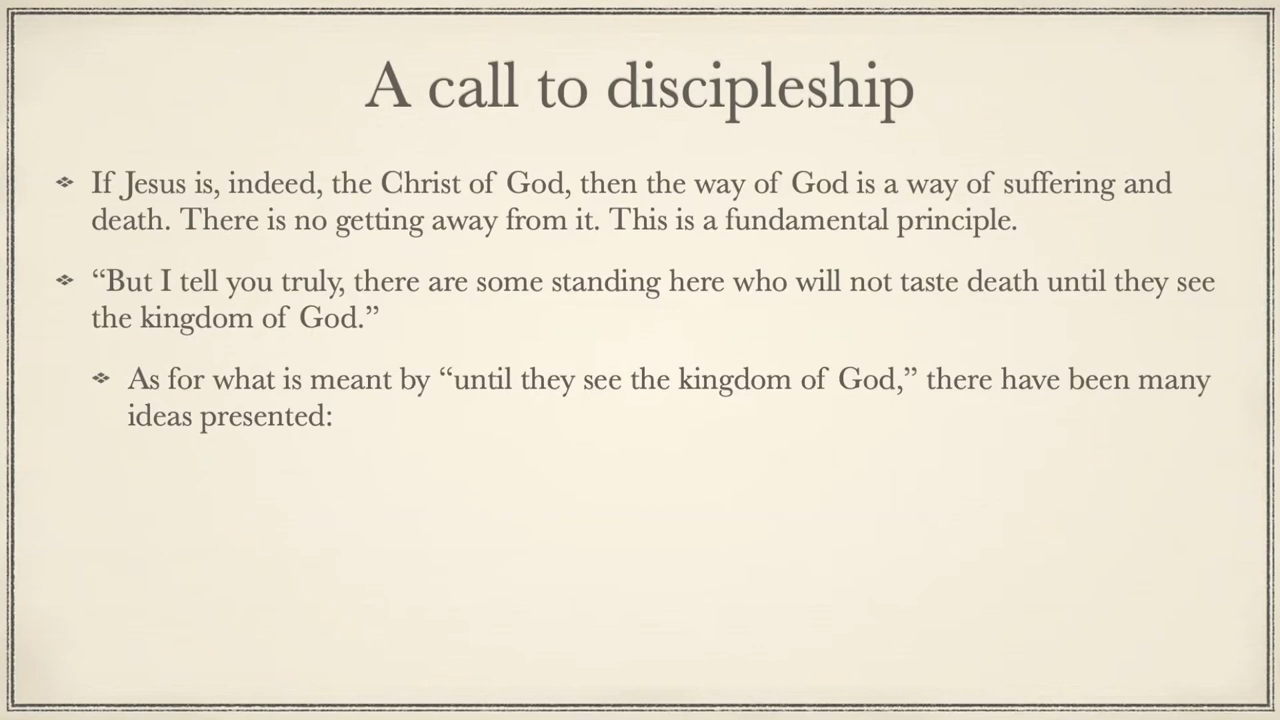 A call to discipleship
If Jesus is, indeed, the Christ of God, then the way of God is a way of suffering and
death. There is no getting away from it. This is a fundamental principle.
“But I tell you truly, there are some standing here who will not taste death until they see
the kingdom of God.”
As for what is meant by “until they see the kingdom of God,” there have been many
ideas presented: